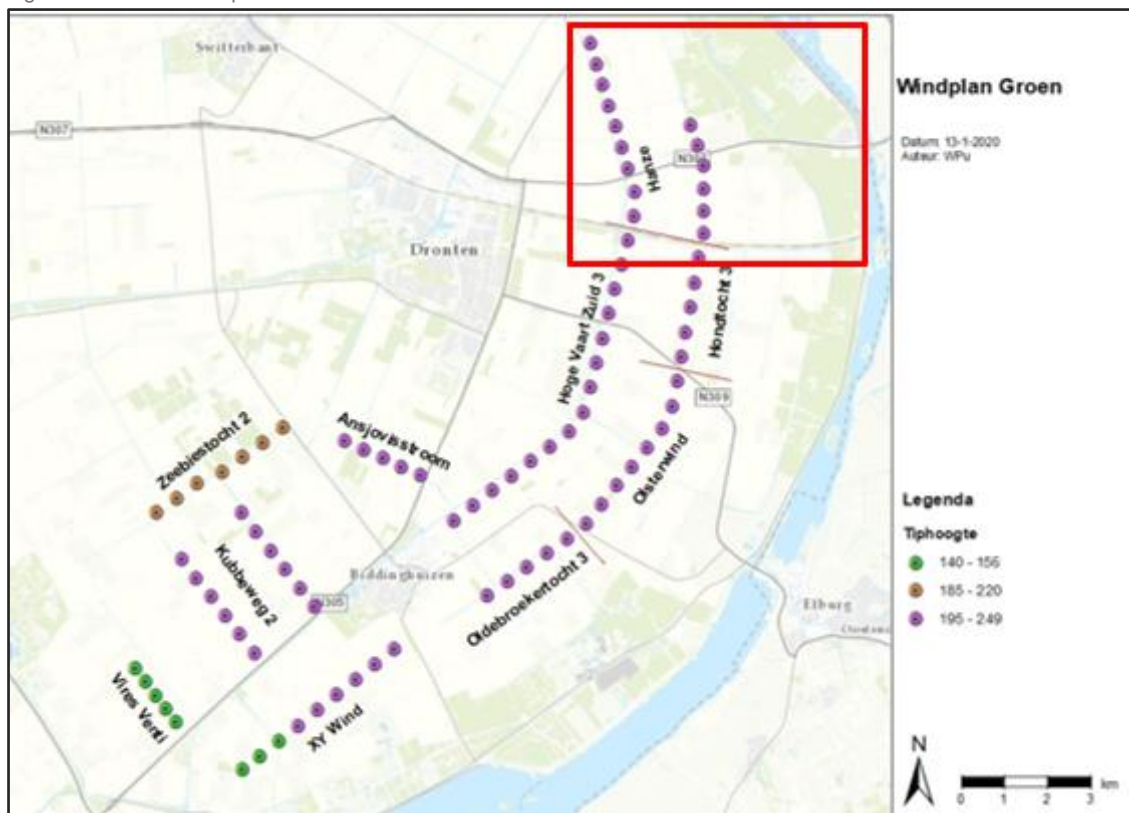 Swifterbant
Windplan Groen
N307
Datum: 13-1-2020
Auteur: WPu
Hanze
Dronten
Hoge Vaart Zuid 3
Hondtocht 3
N309
Zeebiestocht 2
Ansjovisstroom
Olsterwind
Legenda
Tiphoogte
Kubbeweg 2
Biddinghuizen
140 - 156
185 - 220
195 - 249
N305
Oldebroekertocht 3
Elburg
Vires Venti
XY Wind
N
0 1 2 3 km